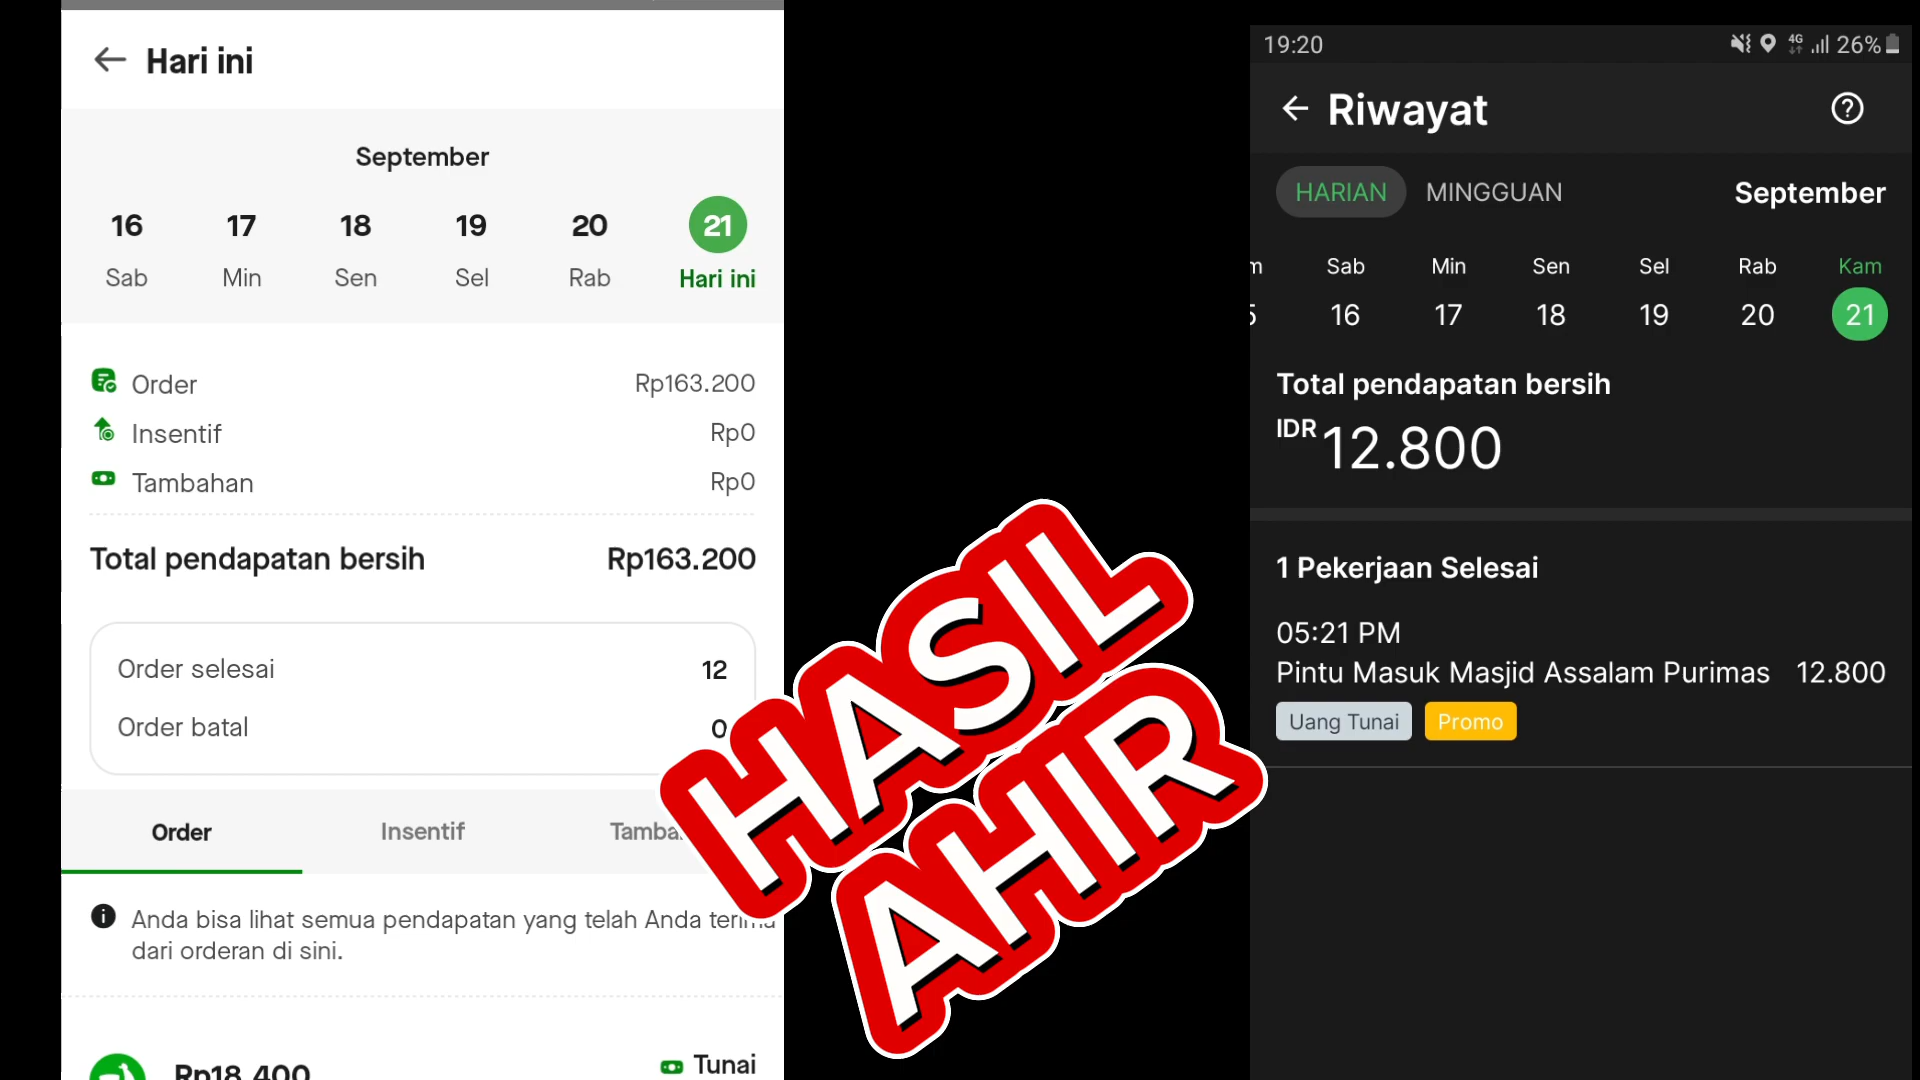 Hari ini
September
16 17 18 19 20 21
Sab Min Sen Sel Rab Hari ini
Order Rp163.200
Insentif Rp0
Tambahan Rp0
Total pendapatan bersih Rp163.200
Order selesai 12
Order batal 0
Order Insentif Tamba
Anda bisa lihat semua pendapatan yang telah Anda terima
dari orderan di sini.
Rp18.400 Tunai
HASIL
AHIR
19:20 4G 26%
Riwayat
HARIAN MINGGUAN September
m Sab Min Sen Sel Rab Kam
5 16 17 18 19 20 21
Total pendapatan bersih
IDR 12.800
1 Pekerjaan Selesai
05:21 PM
Pintu Masuk Masjid Assalam Purimas 12.800
Uang Tunai Promo